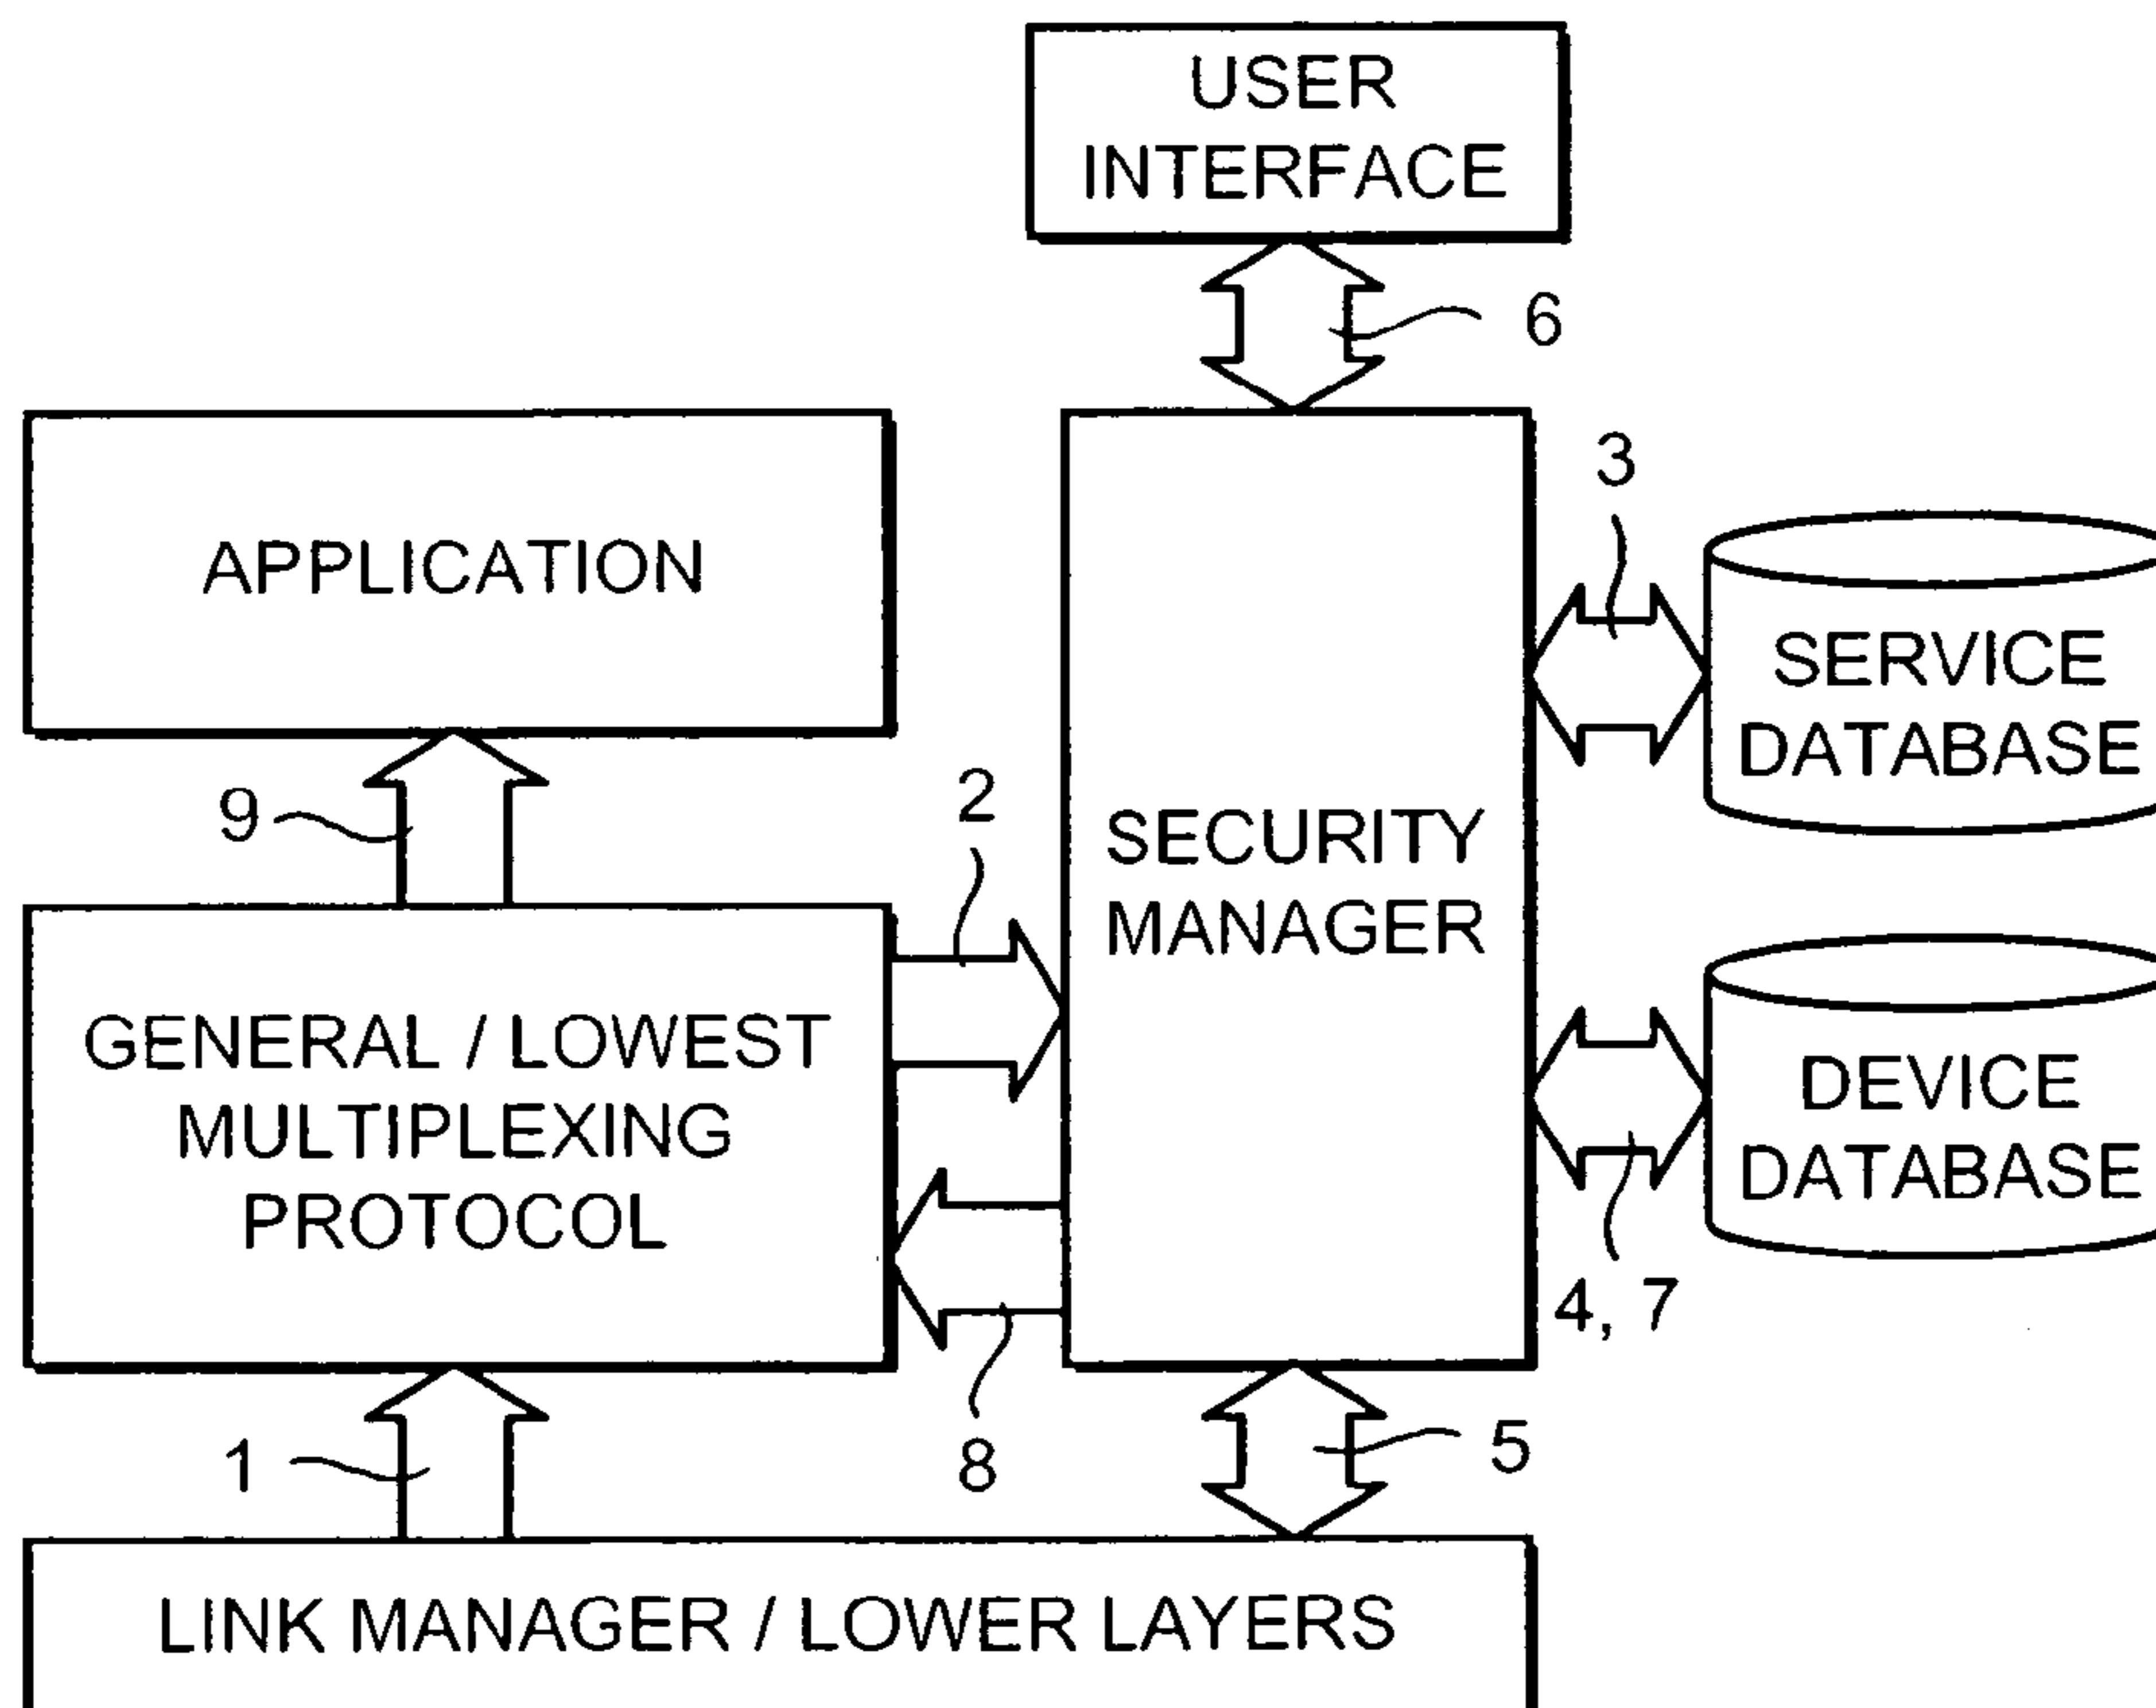 USER
INTERFACE
6
APPLICATION
3
SERVICE
DATABASE
9
2
SECURITY
MANAGER
GENERAL / LOWEST
MULTIPLEXING
PROTOCOL
DEVICE
DATABASE
4, 7
1
8
5
LINK MANAGER / LOWER LAYERS